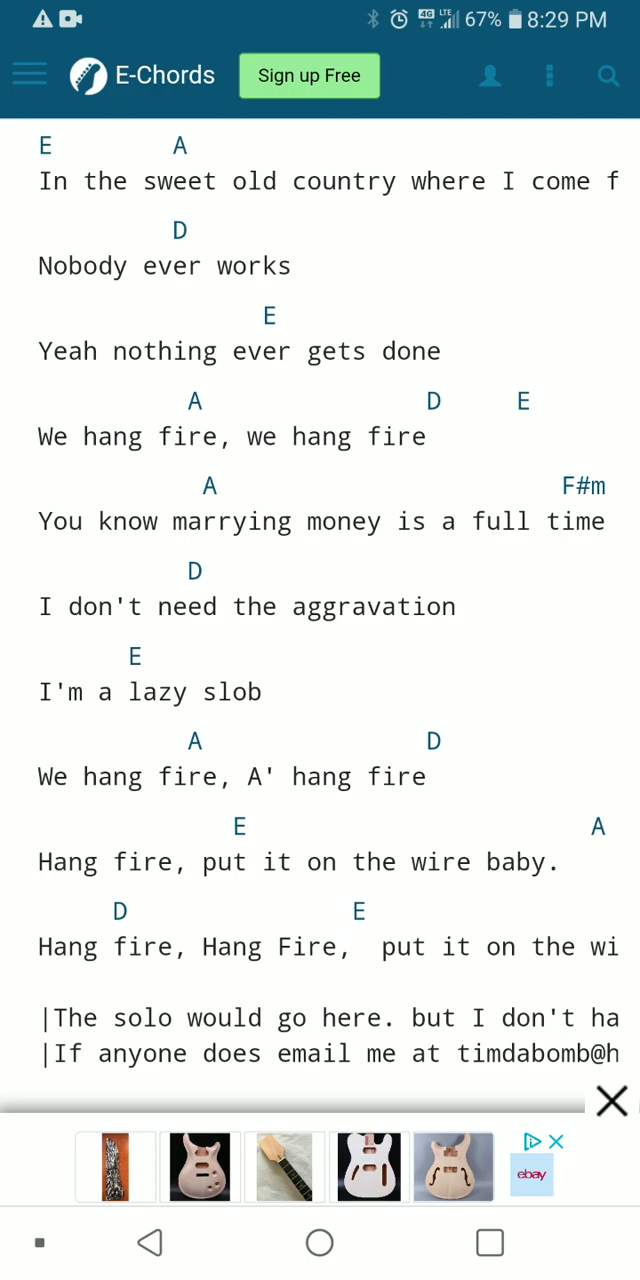 4G LTE 67% 8:29 PM
E-Chords Sign up Free
E A
In the sweet old country where I come f
D
Nobody ever works
E
Yeah nothing ever gets done
A D E
We hang fire, we hang fire
A F#m
You know marrying money is a full time
D
I don't need the aggravation
E
I'm a lazy slob
A D
We hang fire, A' hang fire
E A
Hang fire, put it on the wire baby.
D E
Hang fire, Hang Fire, put it on the wi
|The solo would go here. but I don't ha
|If anyone does email me at timdabomb@h
ebay